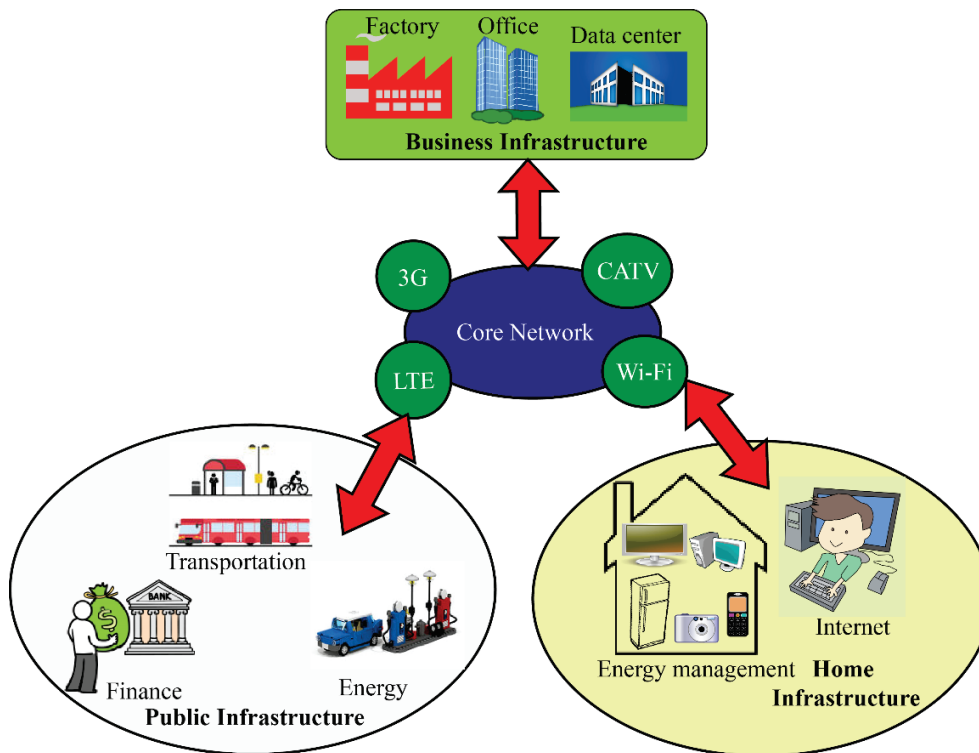 Factory
Office
Data center
Business Infrastructure
3G
CATV
Core Network
LTE
Wi-Fi
Transportation
BANK
$
Finance
Energy
Public Infrastructure
Internet
Energy management
Home
Infrastructure